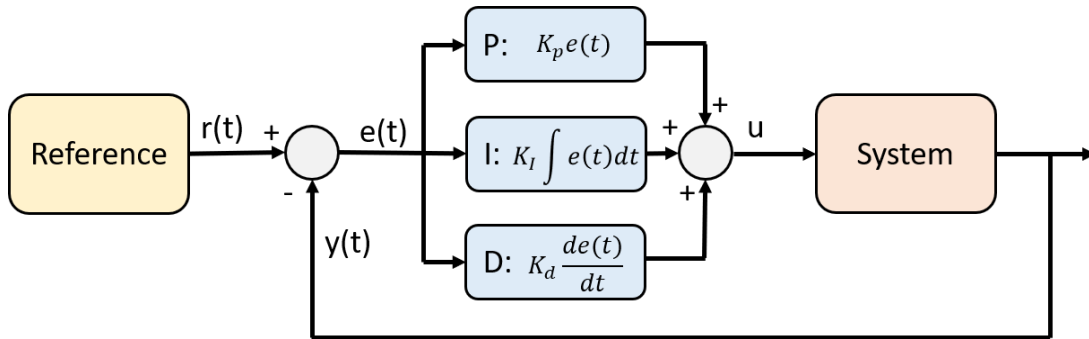 P: K_p e(t)
Reference
r(t)
+
-
e(t)
I: K_I ∫ e(t)dt
+
+
+
u
System
y(t)
D: K_d de(t)/dt